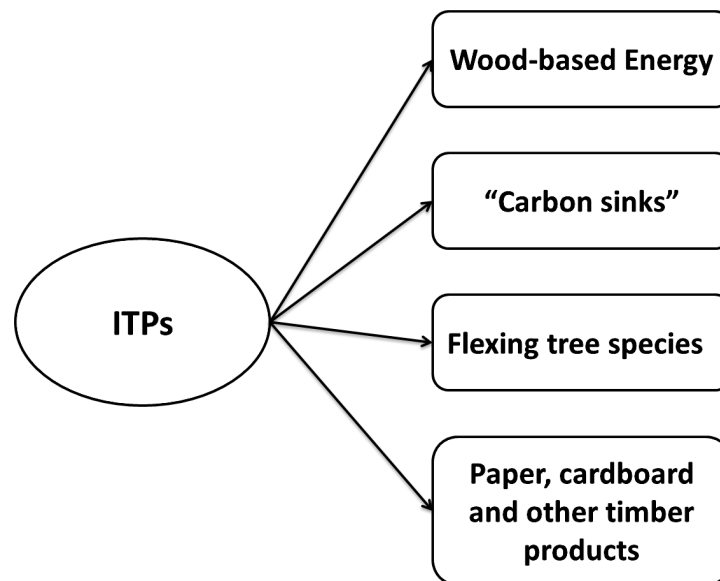 Wood-based Energy
“Carbon sinks”
ITPs
Flexing tree species
Paper, cardboard
and other timber
products